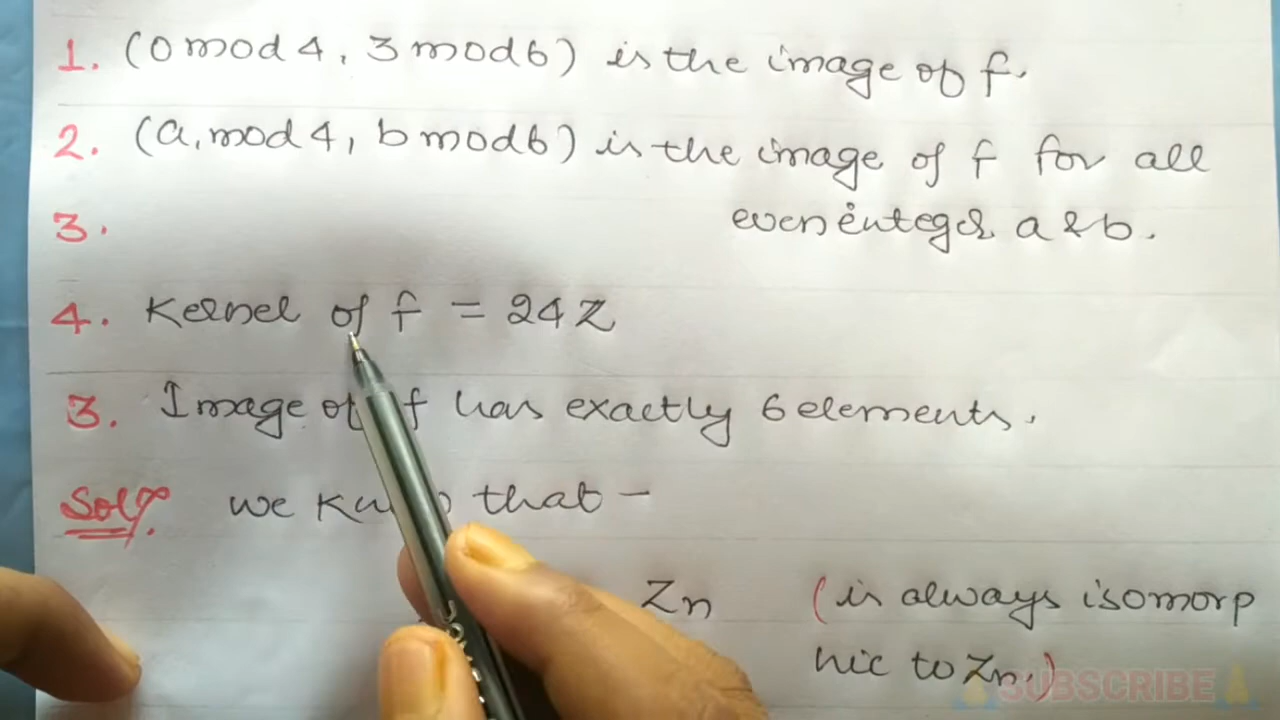 1. (0 mod 4, 3 mod 6) is the image of f.
2. (a, mod 4, b mod 6) is the image of f for all
3. even integer a & b.
4. Kernel of f = 24Z
3. Image of f has exactly 6 elements.
Solⁿ. we that –
Zn (is always isomorp
hic to Zn.)
SUBSCRIBE